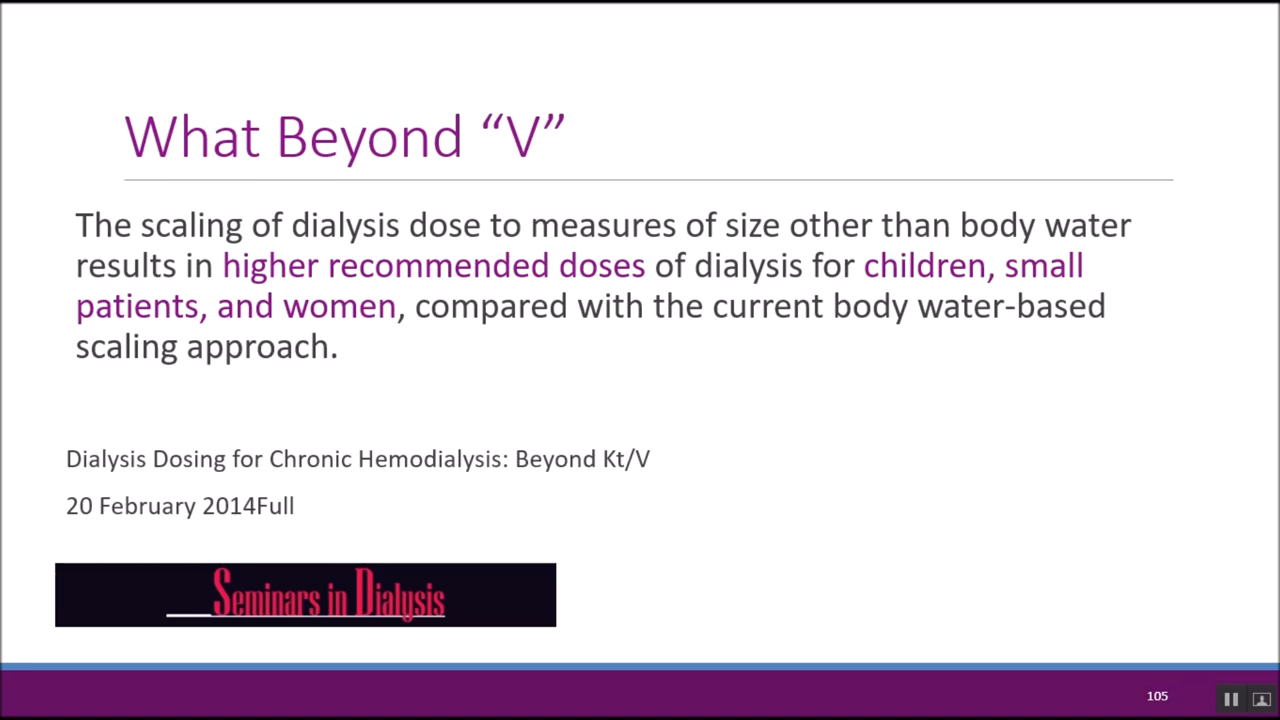 What Beyond “V”
The scaling of dialysis dose to measures of size other than body water
results in higher recommended doses of dialysis for children, small
patients, and women, compared with the current body water-based
scaling approach.
Dialysis Dosing for Chronic Hemodialysis: Beyond Kt/V
20 February 2014Full
Seminars in Dialysis
105